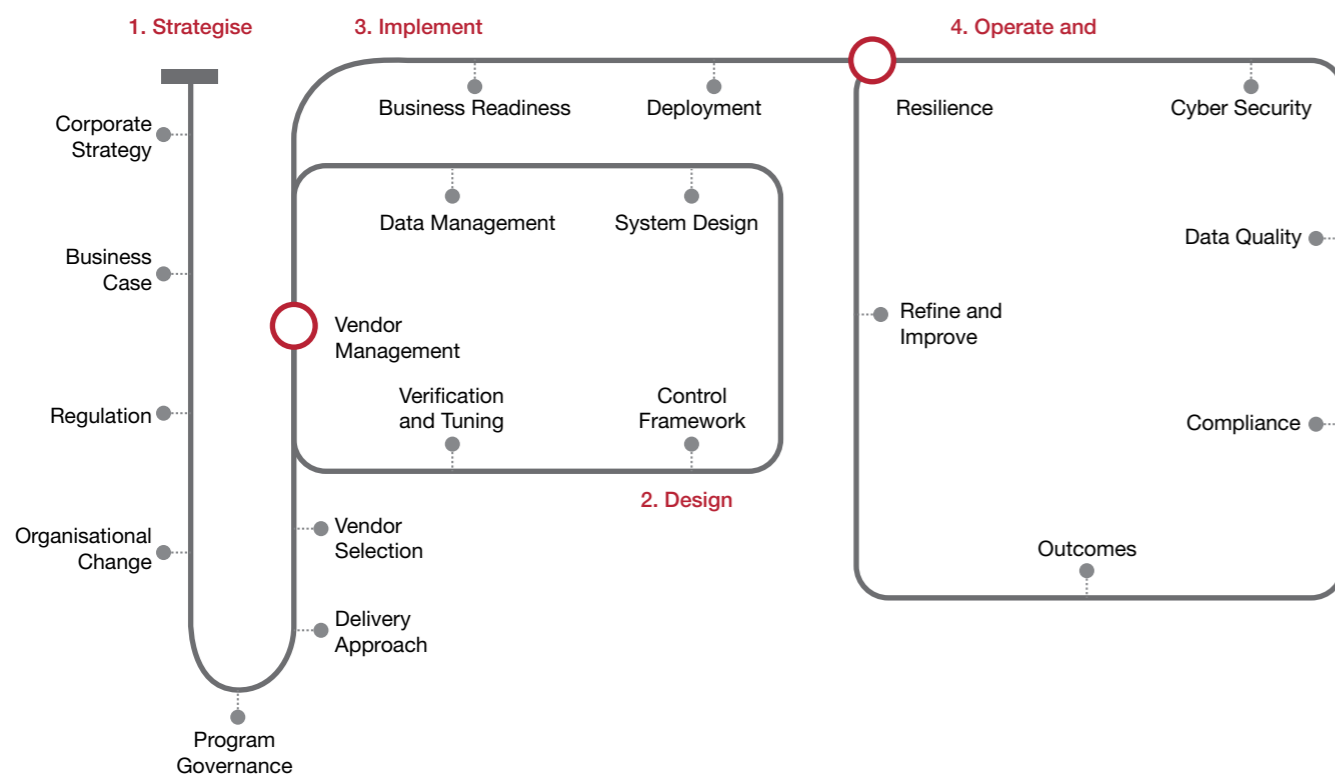 1. Strategise
3. Implement
4. Operate and
Business Readiness
Deployment
Resilience
Cyber Security
Corporate
Strategy
Data Management
System Design
Data Quality
Business
Case
Vendor
Management
Refine and
Improve
Verification
and Tuning
Control
Framework
Regulation
Compliance
2. Design
Organisational
Change
Vendor
Selection
Outcomes
Delivery
Approach
Program
Governance